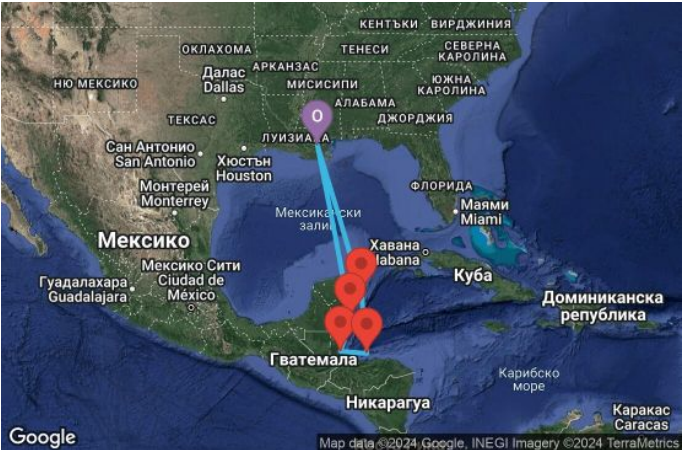 КЕНТЪКИ
ВИРДЖИНИЯ
ОКЛАХОМА
ТЕНЕСИ
СЕВЕРНА
КАРОЛИНА
АРКАНЗАС
НЮ МЕКСИКО
Далас
Dallas
МИСИСИПИ
ЮЖНА
КАРОЛИНА
АЛАБАМА
ТЕКСАС
O
ДЖОРДЖИЯ
ЛУИЗИАНА
Сан Антонио
San Antonio
Хюстън
Houston
ФЛОРИДА
Монтерей
Monterrey
Маями
Miami
Мексикански
залив
Мексико
Хавана
Habana
Мексико Сити
Ciudad de
México
Куба
Гуадалахара
Guadalajara
Доминиканска
република
Гватемала
Карибско
море
Никарагуа
Каракас
Caracas
Google
Map data ©2024 Google, INEGI Imagery ©2024 TerraMetrics